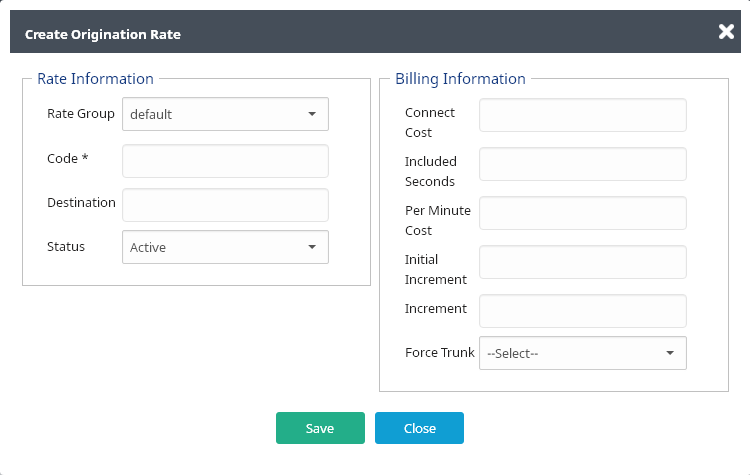 Create Origination Rate
Rate Information
Rate Group default
Code *
Destination
Status Active
Billing Information
Connect
Cost
Included
Seconds
Per Minute
Cost
Initial
Increment
Increment
Force Trunk --Select--
Save Close